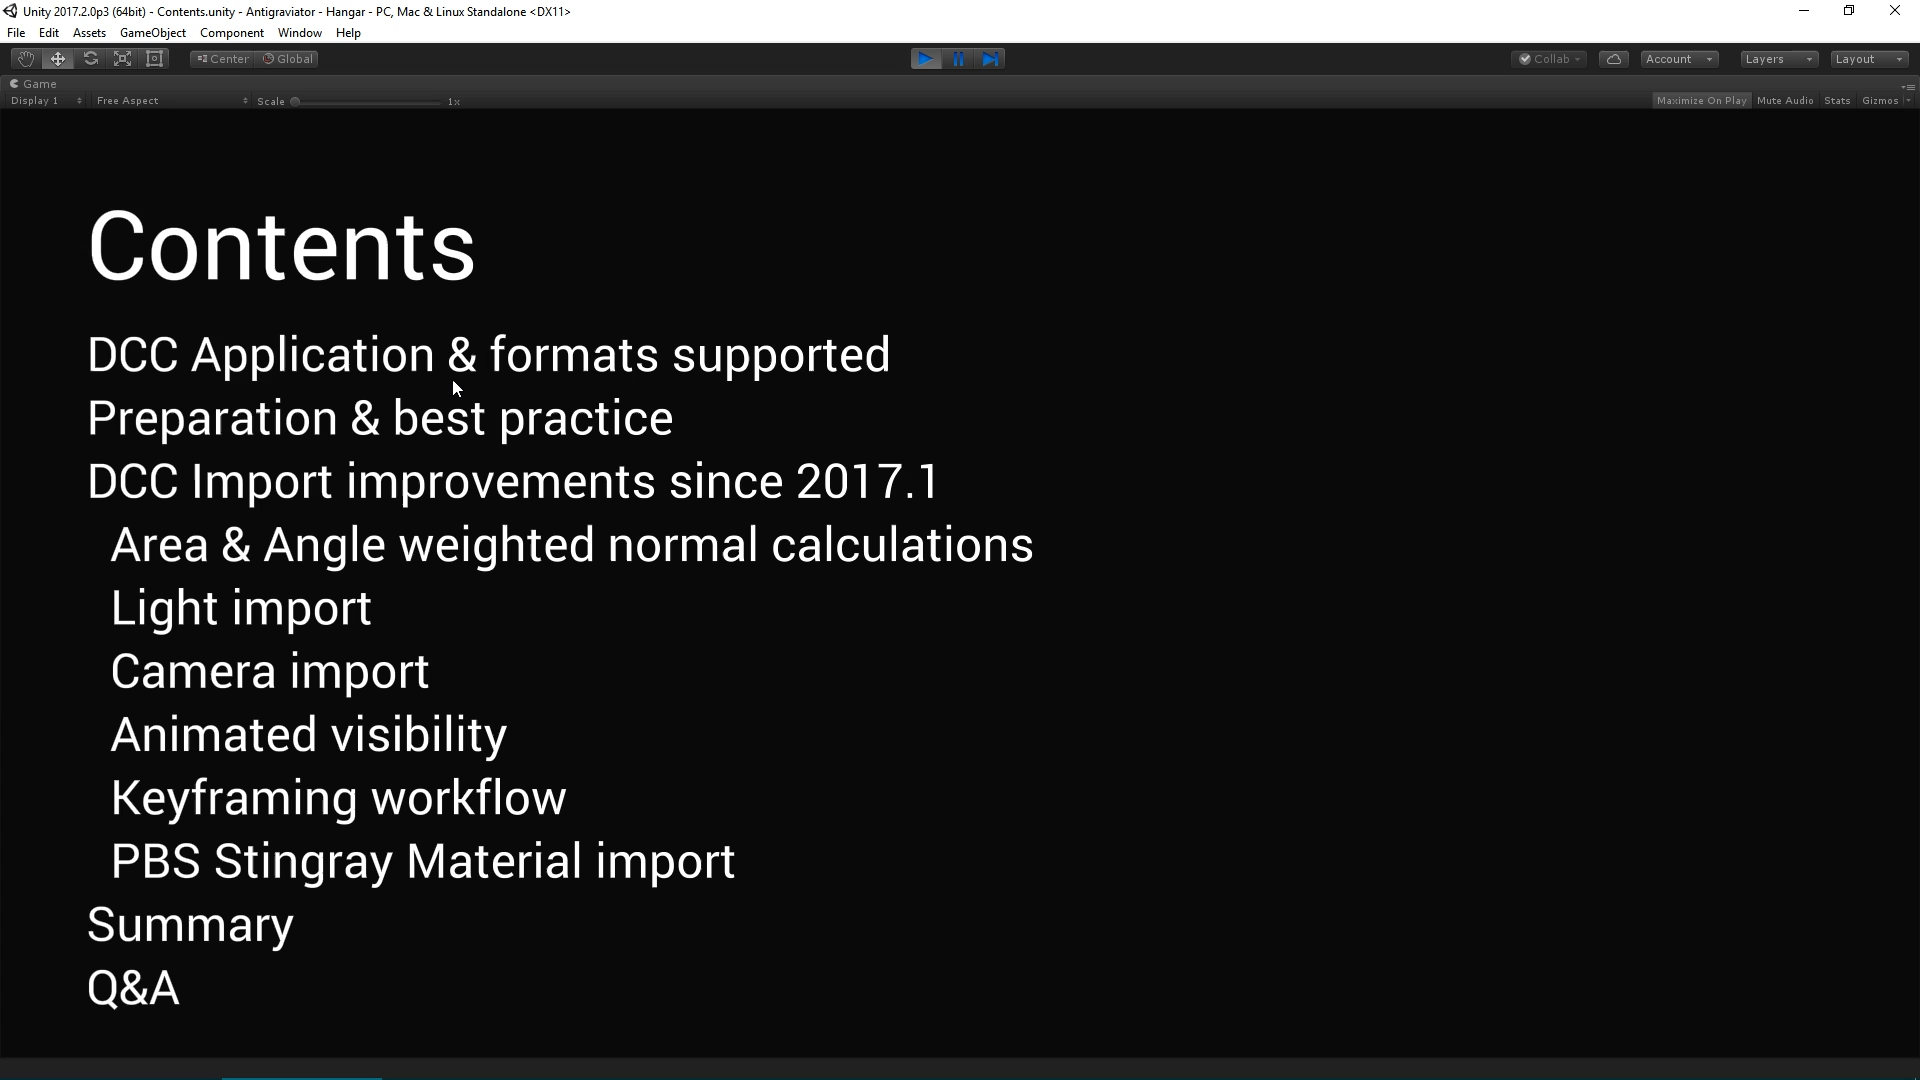 Unity 2017.2.0p3 (64bit) - Contents.unity - Antigraviator - Hangar - PC, Mac & Linux Standalone <DX11>
File Edit Assets GameObject Component Window Help
Center Global Collab Account Layers Layout
Game
Display 1 Free Aspect Scale 1x Maximize On Play Mute Audio Stats Gizmos
Contents
DCC Application & formats supported
Preparation & best practice
DCC Import improvements since 2017.1
Area & Angle weighted normal calculations
Light import
Camera import
Animated visibility
Keyframing workflow
PBS Stingray Material import
Summary
Q&A